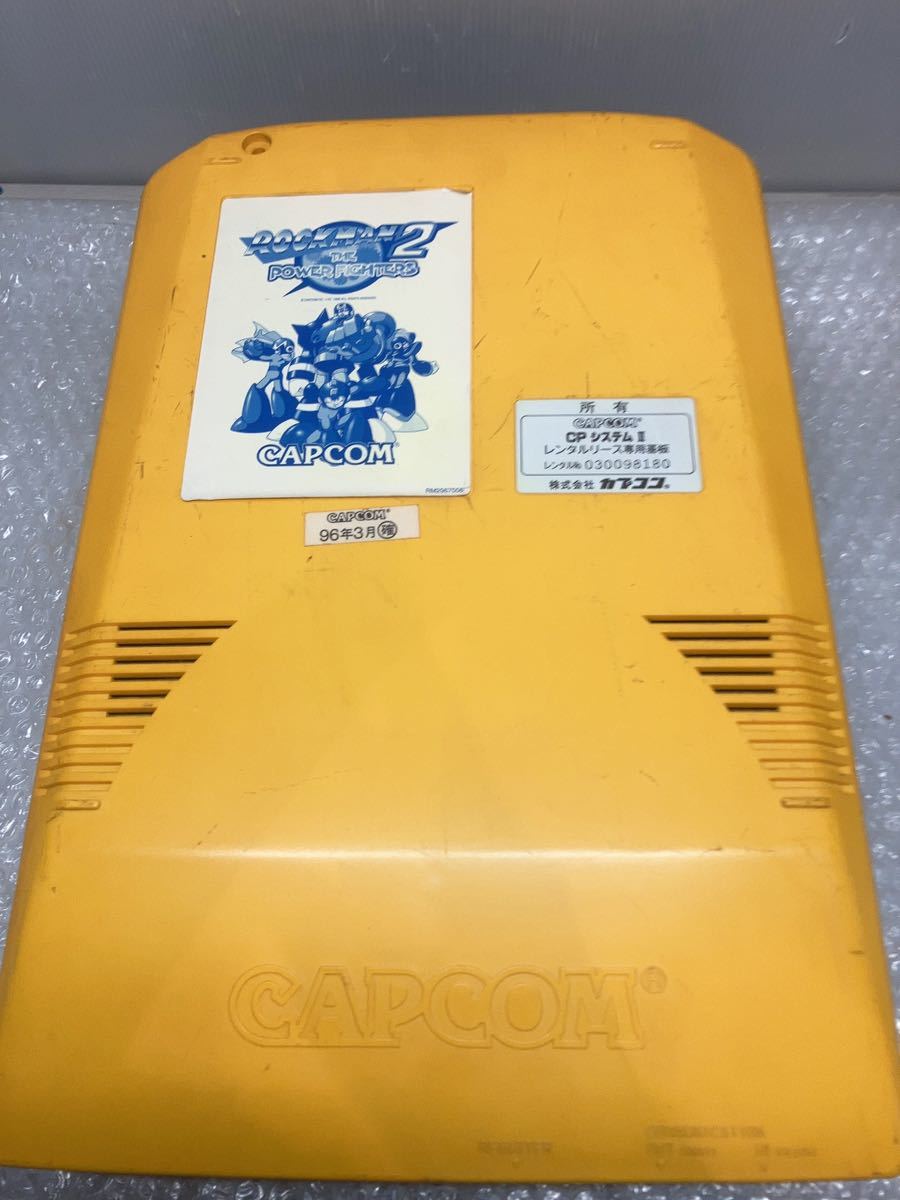 ROCKMAN 2
THE
POWER FIGHTERS
CAPCOM
RM2987006
所有
CAPCOM®
CP システム II
レンタルリース専用基板
レンタル№ 030098180
株式会社 カプコン®
CAPCOM®
96年3月 確
CAPCOM®